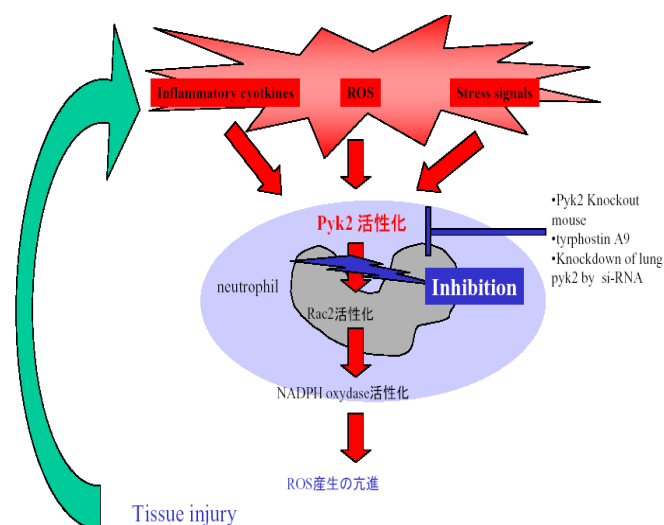 Inflammatory cyotkines
ROS
Stress signals
Pyk2 活性化
•Pyk2 Knockout
mouse
•tyrphostin A9
•Knockdown of lung
pyk2 by si-RNA
neutrophil
Inhibition
Rac2活性化
NADPH oxydase活性化
ROS産生の亢進
Tissue injury